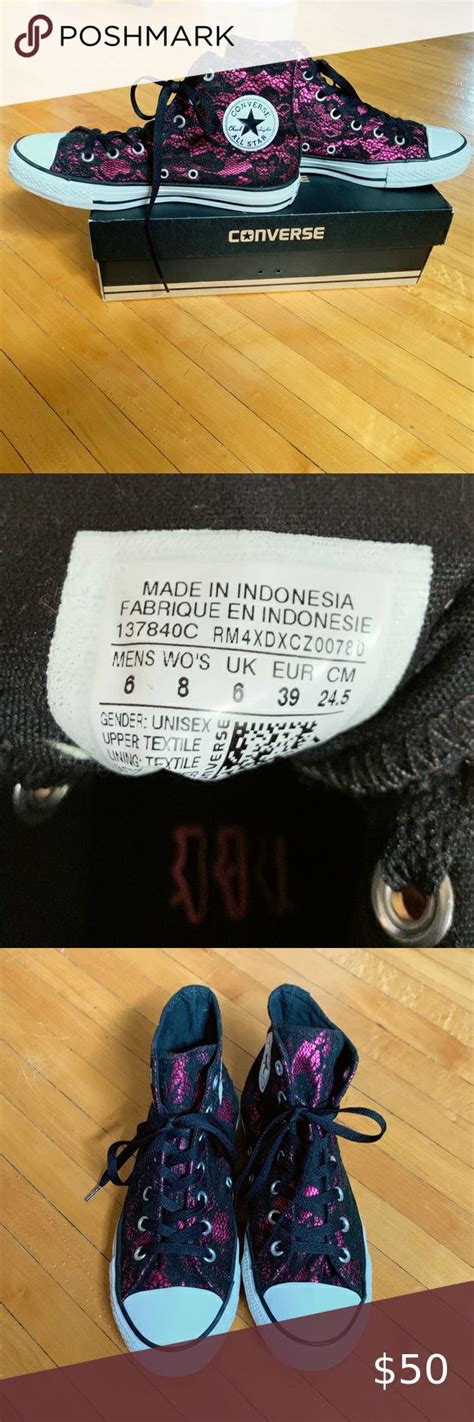 POSHMARK
CONVERSE
ALL STAR
CONVERSE
MADE IN INDONESIA
FABRIQUE EN INDONESIE
137840C RM4XDXCZ00780
MENS WO'S UK EUR CM
6 8 6 39 24.5
GENDER: UNISEX
UPPER TEXTILE
LINING: TEXTILE
CONVERSE
$50